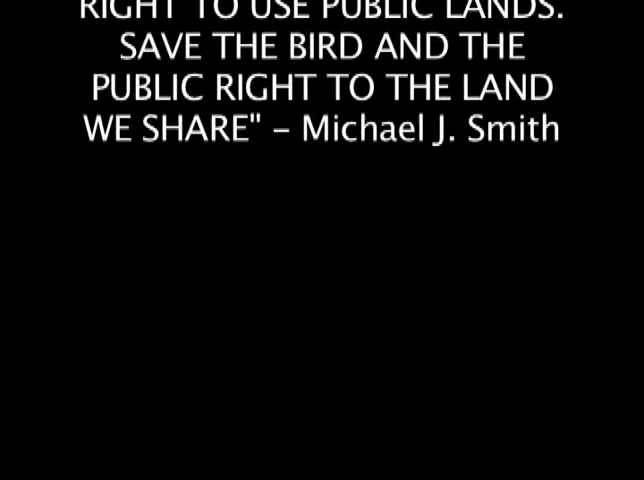 RIGHT TO USE PUBLIC LANDS.
SAVE THE BIRD AND THE
PUBLIC RIGHT TO THE LAND
WE SHARE" – Michael J. Smith